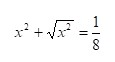 x² + √x² = 1/8